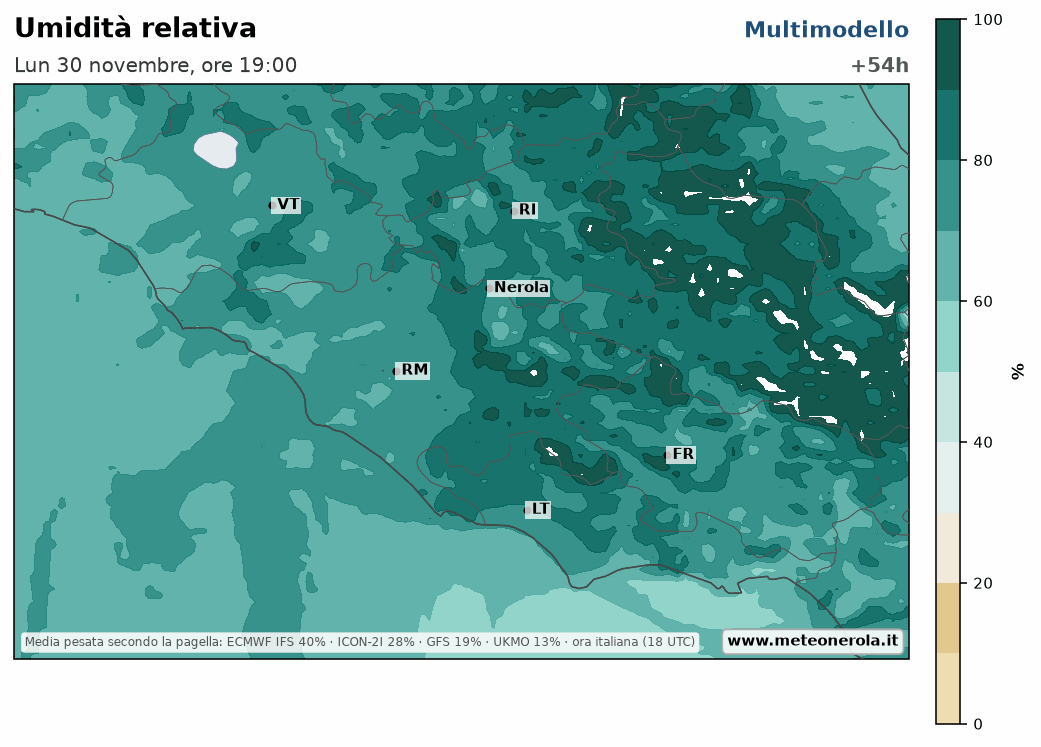 Umidità relativa
Multimodello
Lun 30 novembre, ore 19:00
+54h
100
80
60
40
20
0
%
VT
RI
Nerola
RM
FR
LT
Media pesata secondo la pagella: ECMWF IFS 40% · ICON-2I 28% · GFS 19% · UKMO 13% · ora italiana (18 UTC)
www.meteonerola.it